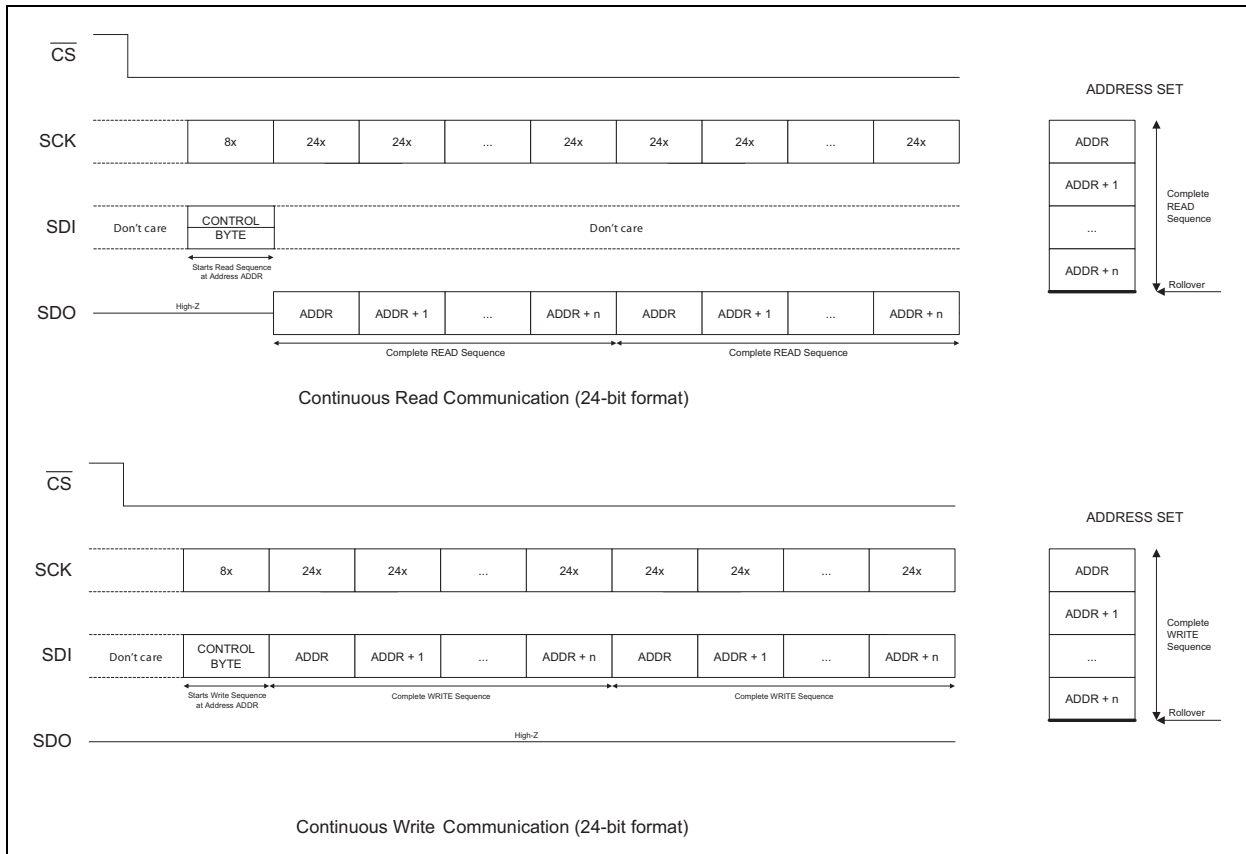 CS
ADDRESS SET
SCK 8x 24x 24x ... 24x 24x 24x ... 24x
ADDR
ADDR + 1
...
ADDR + n
Complete
READ
Sequence
Rollover
SDI Don't care CONTROL
BYTE
Don't care
Starts Read Sequence
at Address ADDR
SDO High-Z ADDR ADDR + 1 ... ADDR + n ADDR ADDR + 1 ... ADDR + n
Complete READ Sequence Complete READ Sequence
Continuous Read Communication (24-bit format)
CS
ADDRESS SET
SCK 8x 24x 24x ... 24x 24x 24x ... 24x
ADDR
ADDR + 1
...
ADDR + n
Complete
WRITE
Sequence
Rollover
SDI Don't care CONTROL
BYTE
ADDR ADDR + 1 ... ADDR + n ADDR ADDR + 1 ... ADDR + n
Starts Write Sequence
at Address ADDR
Complete WRITE Sequence Complete WRITE Sequence
SDO High-Z
Continuous Write Communication (24-bit format)